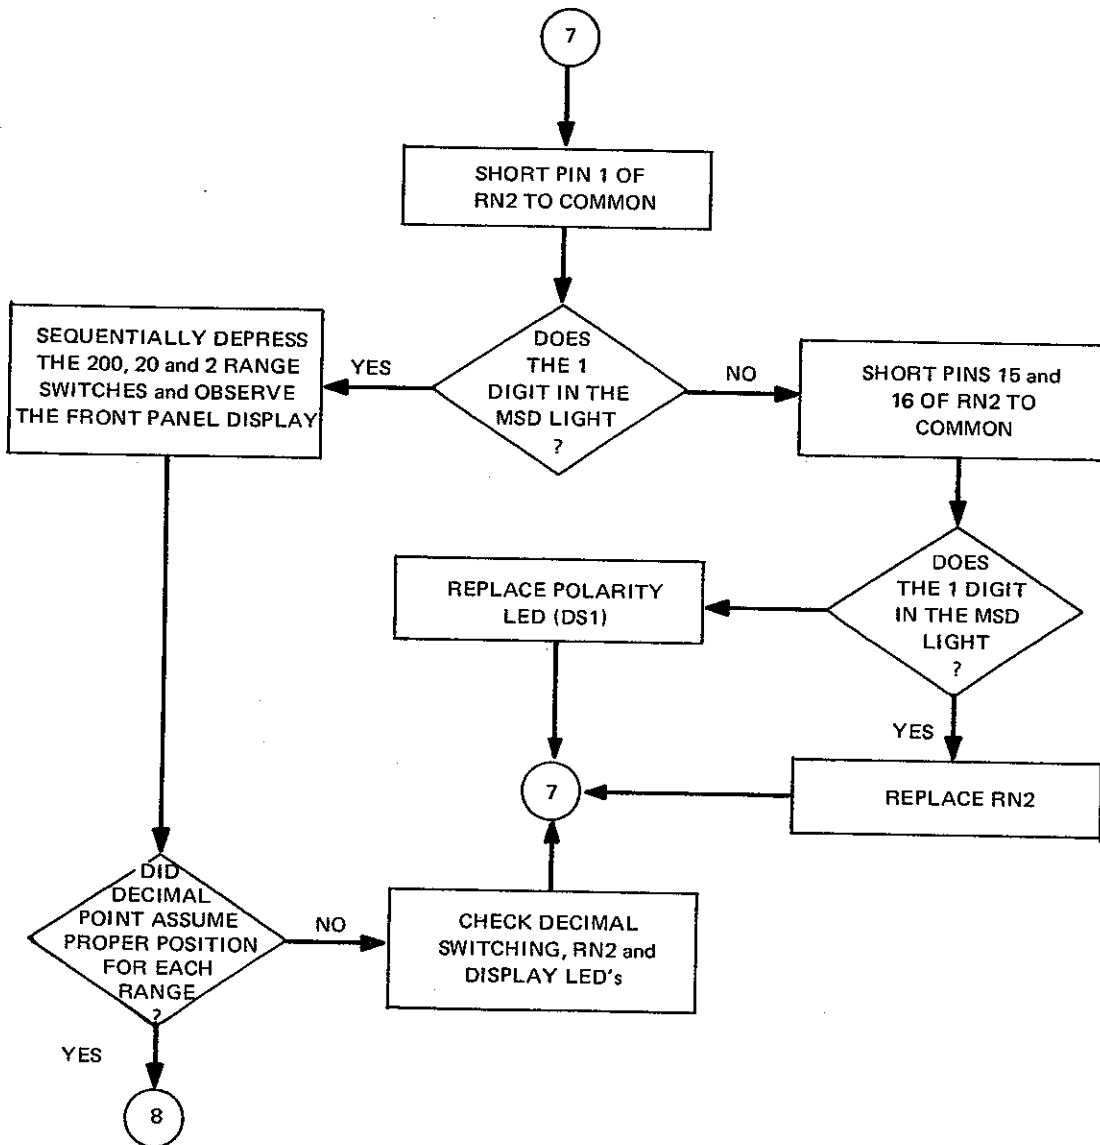 7
SHORT PIN 1 OF
RN2 TO COMMON
DOES
THE 1
DIGIT IN THE
MSD LIGHT
?
YES
NO
SEQUENTIALLY DEPRESS
THE 200, 20 and 2 RANGE
SWITCHES and OBSERVE
THE FRONT PANEL DISPLAY
SHORT PINS 15 and
16 OF RN2 TO
COMMON
DOES
THE 1 DIGIT
IN THE MSD
LIGHT
?
REPLACE POLARITY
LED (DS1)
YES
REPLACE RN2
7
DID
DECIMAL
POINT ASSUME
PROPER POSITION
FOR EACH
RANGE
?
NO
CHECK DECIMAL
SWITCHING, RN2 and
DISPLAY LED's
YES
8